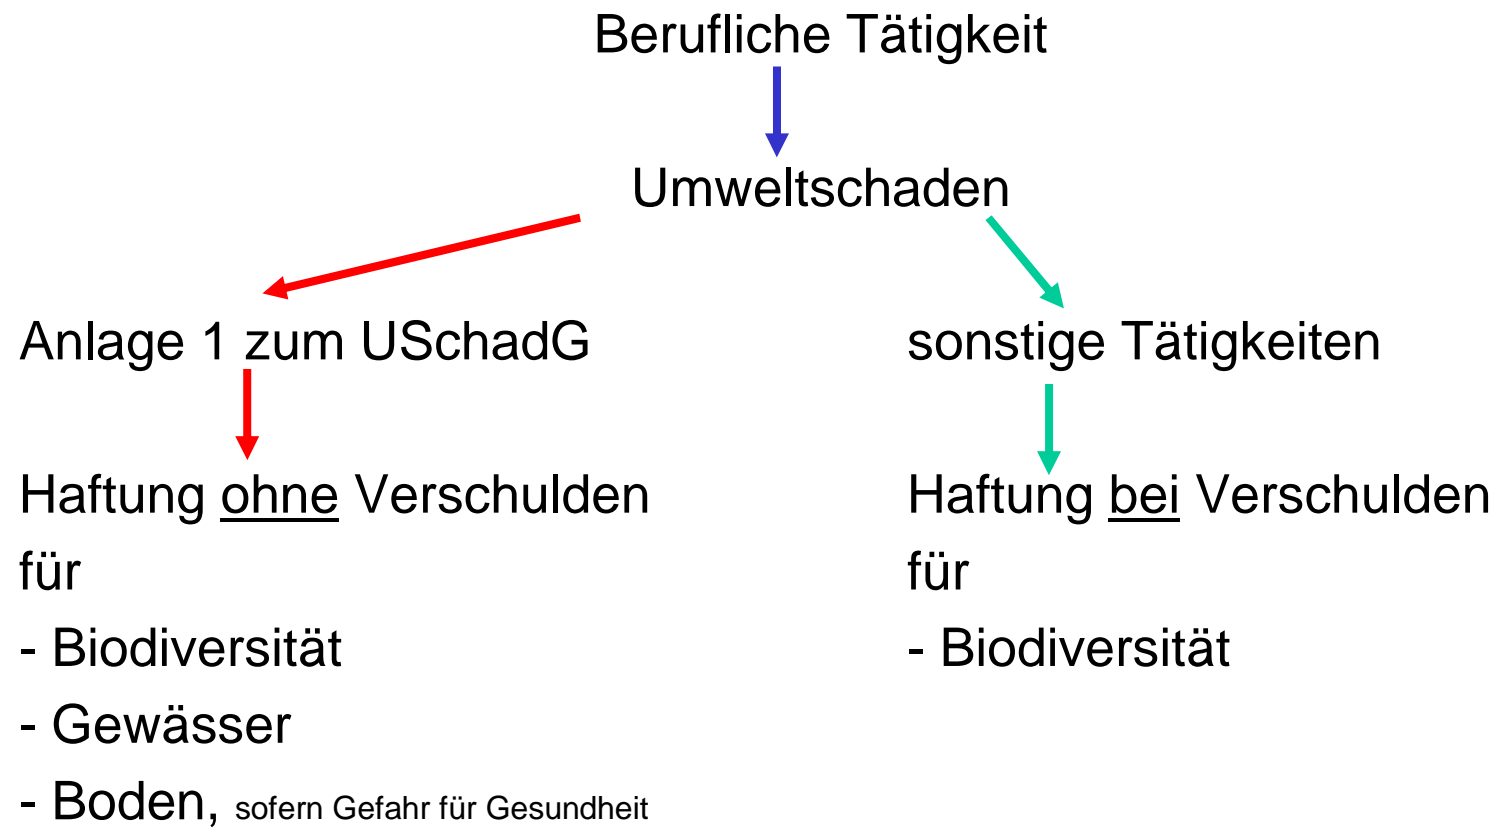 Berufliche Tätigkeit
Umweltschaden
Anlage 1 zum USchadG
sonstige Tätigkeiten
Haftung ohne Verschulden
für
- Biodiversität
- Gewässer
- Boden, sofern Gefahr für Gesundheit
Haftung bei Verschulden
für
- Biodiversität